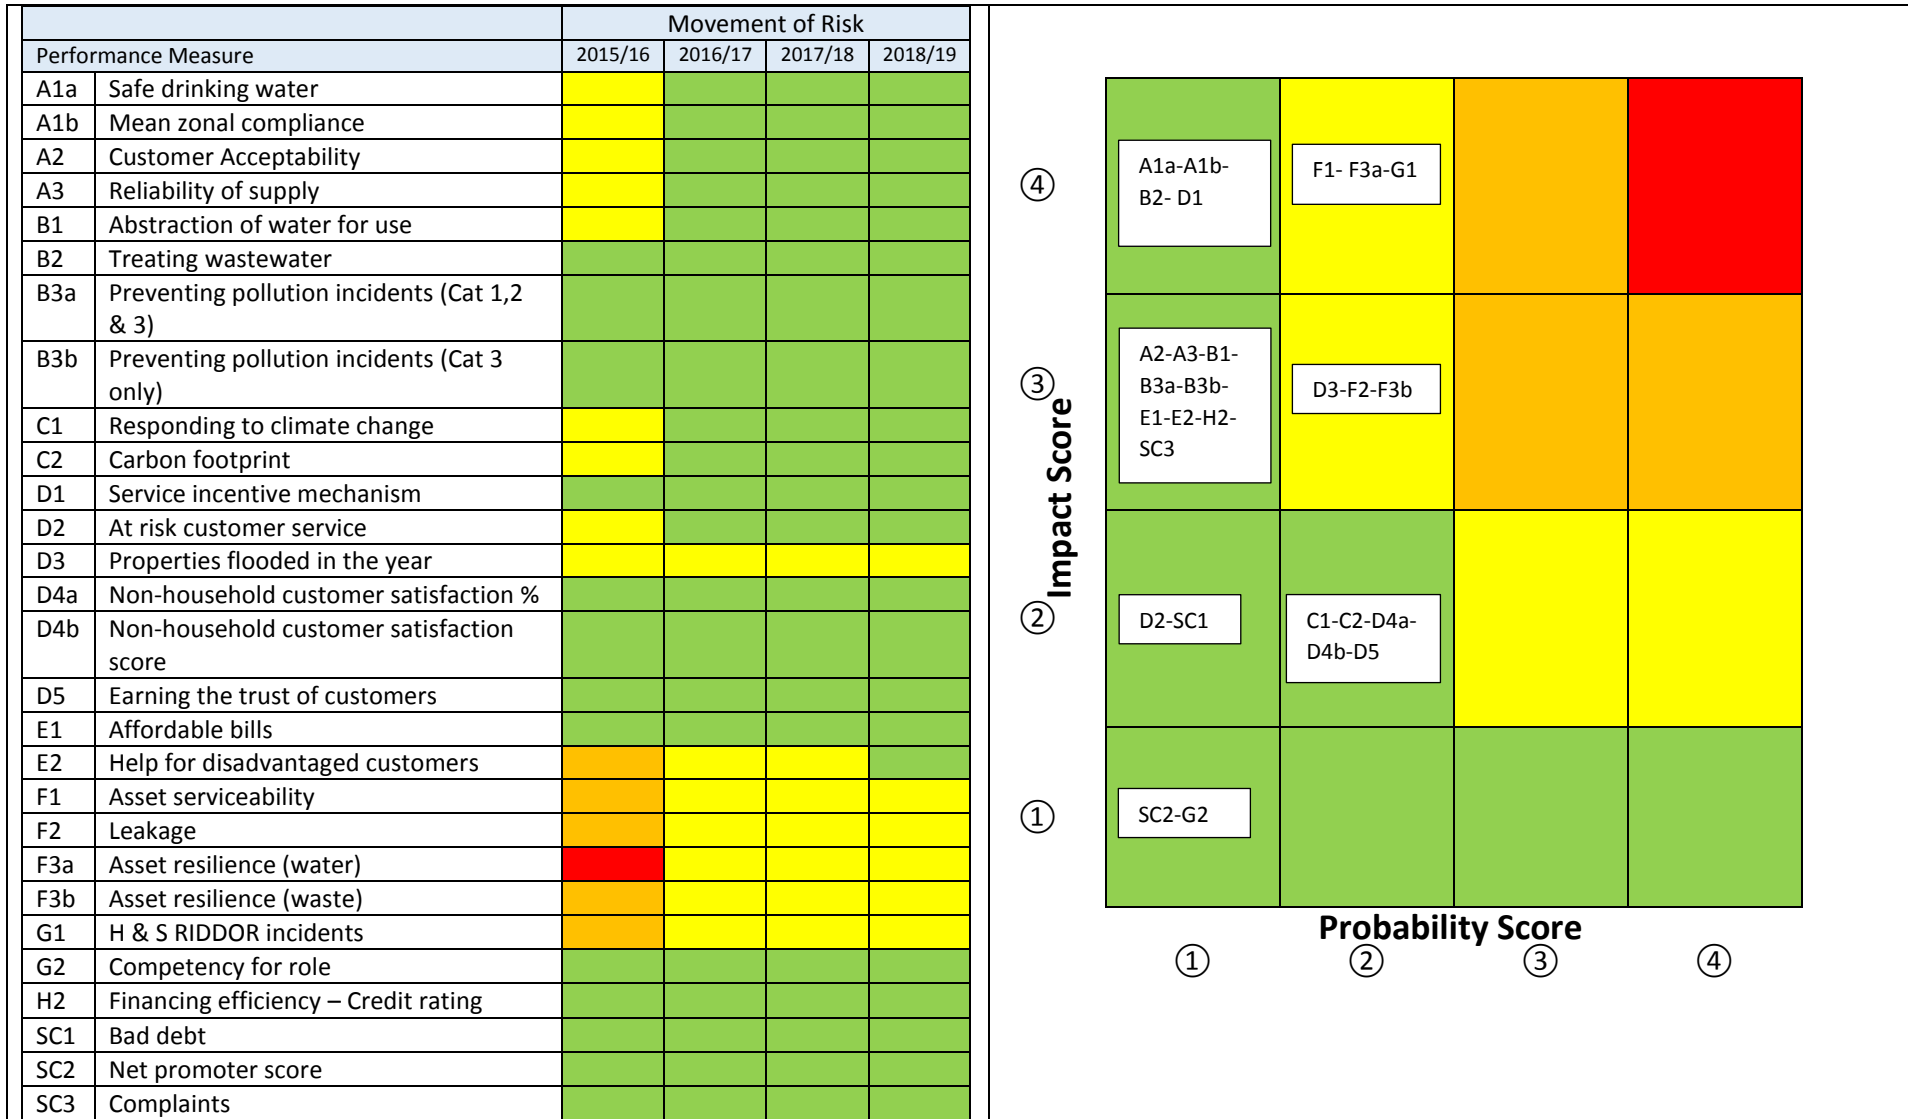 Movement of Risk
Performance Measure 2015/16 2016/17 2017/18 2018/19
A1a Safe drinking water
A1b Mean zonal compliance
A2 Customer Acceptability
A3 Reliability of supply
B1 Abstraction of water for use
B2 Treating wastewater
B3a Preventing pollution incidents (Cat 1,2
& 3)
B3b Preventing pollution incidents (Cat 3
only)
C1 Responding to climate change
C2 Carbon footprint
D1 Service incentive mechanism
D2 At risk customer service
D3 Properties flooded in the year
D4a Non-household customer satisfaction %
D4b Non-household customer satisfaction
score
D5 Earning the trust of customers
E1 Affordable bills
E2 Help for disadvantaged customers
F1 Asset serviceability
F2 Leakage
F3a Asset resilience (water)
F3b Asset resilience (waste)
G1 H & S RIDDOR incidents
G2 Competency for role
H2 Financing efficiency – Credit rating
SC1 Bad debt
SC2 Net promoter score
SC3 Complaints
Impact Score
④
A1a-A1b-
B2- D1
F1- F3a-G1
③
A2-A3-B1-
B3a-B3b-
E1-E2-H2-
SC3
D3-F2-F3b
②
D2-SC1
C1-C2-D4a-
D4b-D5
①
SC2-G2
Probability Score
① ② ③ ④